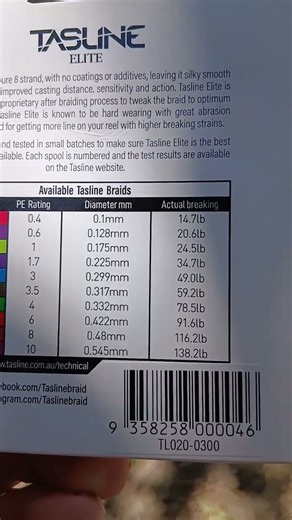 TASLINE
ELITE
pure 8 strand, with no coatings or additives, leaving it silky smooth
improved casting distance, sensitivity and action. Tasline Elite is
proprietary after braiding process to tweak the braid to optimum
Tasline Elite is known to be hard wearing with great abrasion
d for getting more line on your reel with higher breaking strains.
and tested in small batches to make sure Tasline Elite is the best
ailable. Each spool is numbered and the test results are available
on the Tasline website.
Available Tasline Braids
PE Rating Diameter mm Actual breaking
0.4 0.1mm 14.7lb
0.6 0.128mm 20.6lb
1 0.175mm 24.5lb
1.7 0.225mm 34.7lb
3 0.299mm 49.0lb
3.5 0.317mm 59.2lb
4 0.332mm 78.5lb
6 0.422mm 91.6lb
8 0.48mm 116.2lb
10 0.545mm 138.2lb
w.tasline.com.au/technical
ebook.com/Taslinebraid
gram.com/Taslinebraid
9 358258 000046
TL020-0300